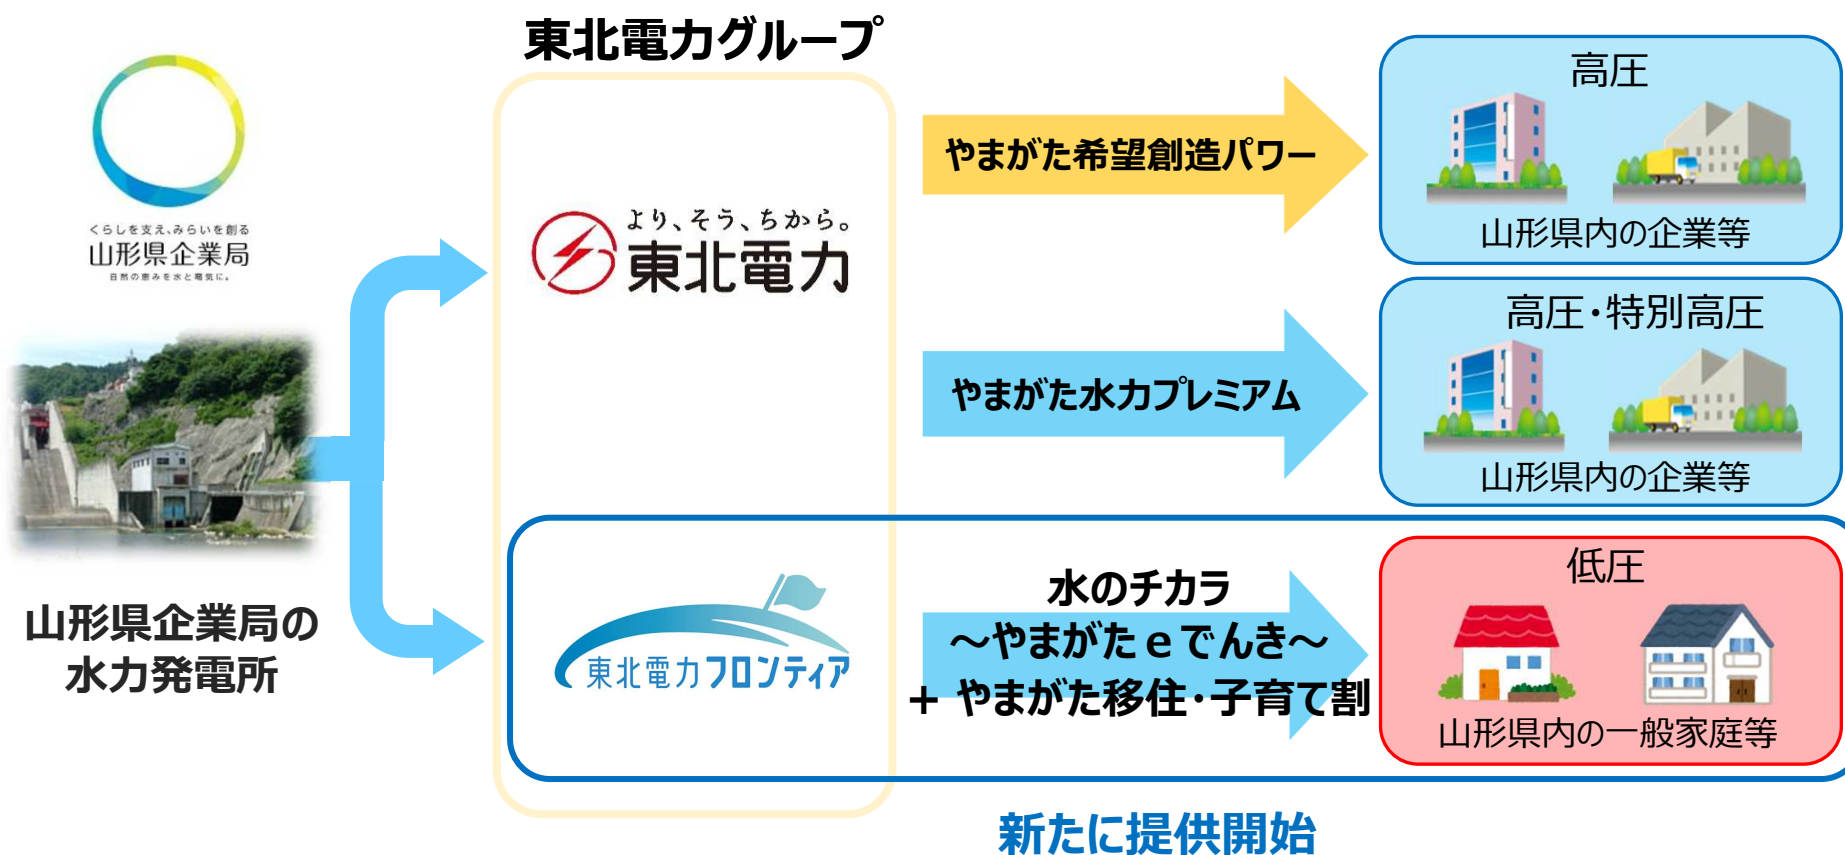 東北電力グループ
くらしを支え、みらいを創る
山形県企業局
自然の恵みを水と電気に。
山形県企業局の
水力発電所
より、そう、ちから。
東北電力
東北電力フロンティア
やまがた希望創造パワー
高圧
山形県内の企業等
やまがた水力プレミアム
高圧・特別高圧
山形県内の企業等
水のチカラ
～やまがたｅでんき～
+ やまがた移住・子育て割
低圧
山形県内の一般家庭等
新たに提供開始